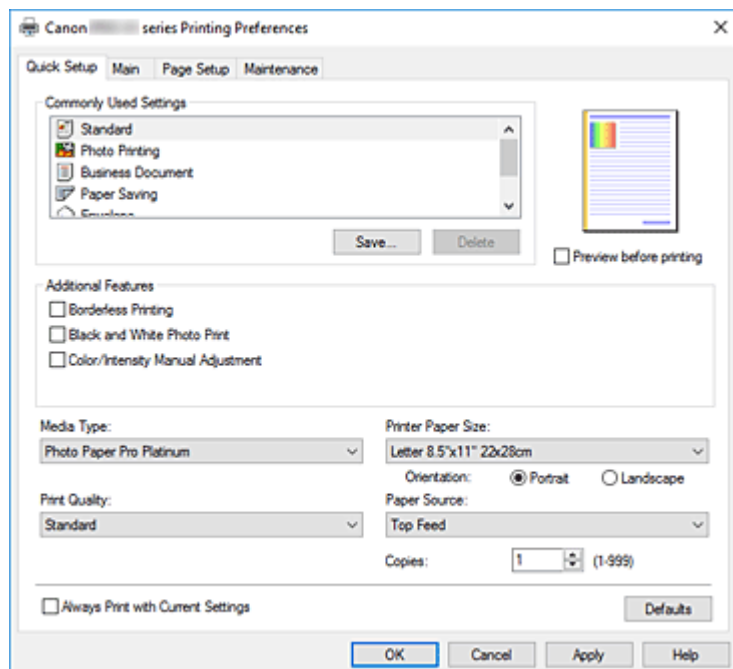 Canon series Printing Preferences
Quick Setup Main Page Setup Maintenance
Commonly Used Settings
Standard
Photo Printing
Business Document
Paper Saving
Envelope
Save... Delete
Preview before printing
Additional Features
Borderless Printing
Black and White Photo Print
Color/Intensity Manual Adjustment
Media Type: Printer Paper Size:
Photo Paper Pro Platinum Letter 8.5"x11" 22x28cm
Orientation: Portrait Landscape
Print Quality: Paper Source:
Standard Top Feed
Copies: 1 (1-999)
Always Print with Current Settings Defaults
OK Cancel Apply Help